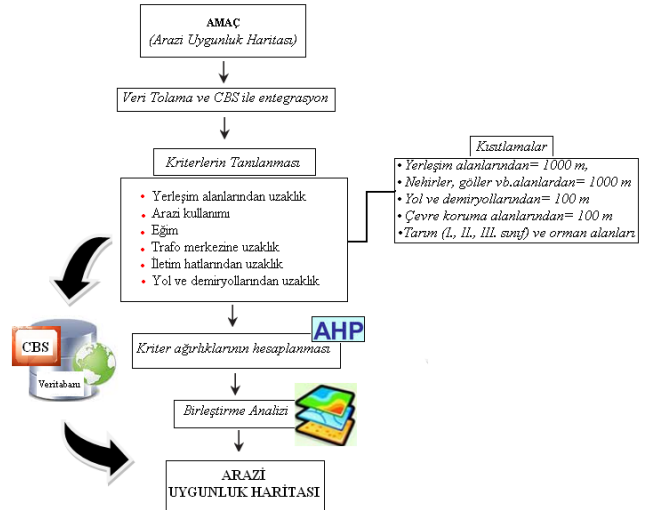 AMAÇ
(Arazi Uygunluk Haritası)
Veri Tolama ve CBS ile entegrasyon
Kriterlerin Tanılanması
• Yerleşim alanlarından uzaklık
• Arazi kullanımı
• Eğim
• Trafo merkezine uzaklık
• İletim hatlarından uzaklık
• Yol ve demiryollarından uzaklık
Kısıtlamalar
• Yerleşim alanlarından= 1000 m,
• Nehirler, göller vb.alanlardan= 1000 m
• Yol ve demiryollarından= 100 m
• Çevre koruma alanlarından= 100 m
•Tarım (I., II., III. sınıf) ve orman alanları
CBS
Veritabanı
AHP
Kriter ağırlıklarının hesaplanması
Birleştirme Analizi
ARAZİ
UYGUNLUK HARİTASI